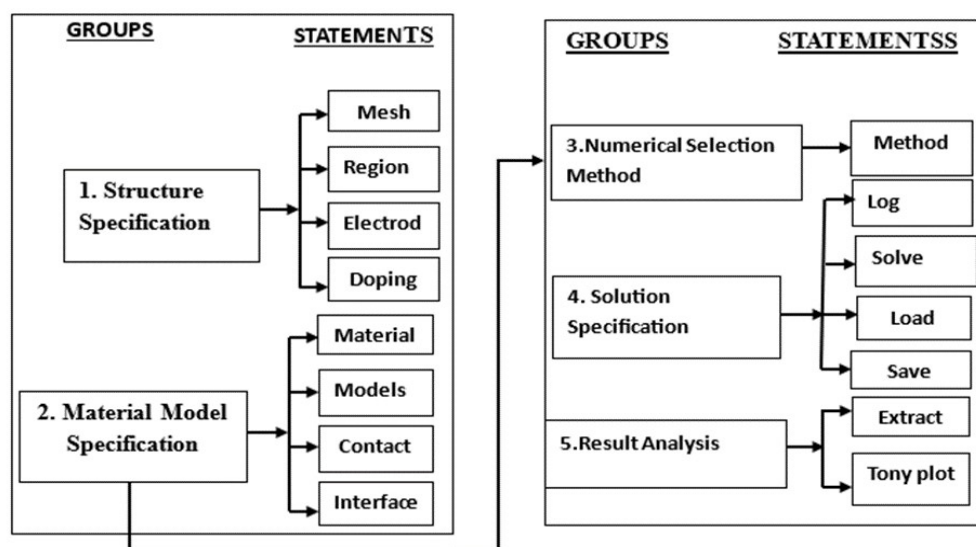 GROUPS
STATEMENTS
Mesh
Region
1. Structure
Specification
Electrod
Doping
Material
Models
2. Material Model
Specification
Contact
Interface
GROUPS
STATEMENTSS
3.Numerical Selection
Method
Method
Log
Solve
4. Solution
Specification
Load
Save
Extract
5.Result Analysis
Tony plot